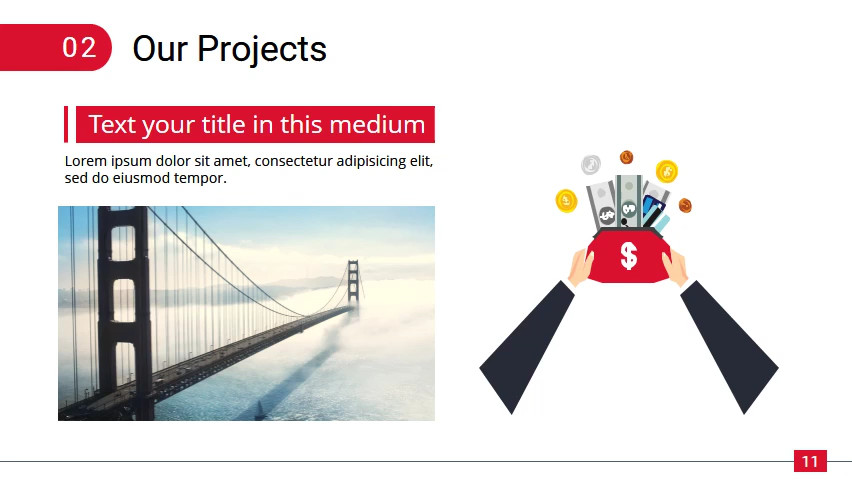 02
Our Projects
Text your title in this medium
Lorem ipsum dolor sit amet, consectetur adipisicing elit,
sed do eiusmod tempor.
$
11